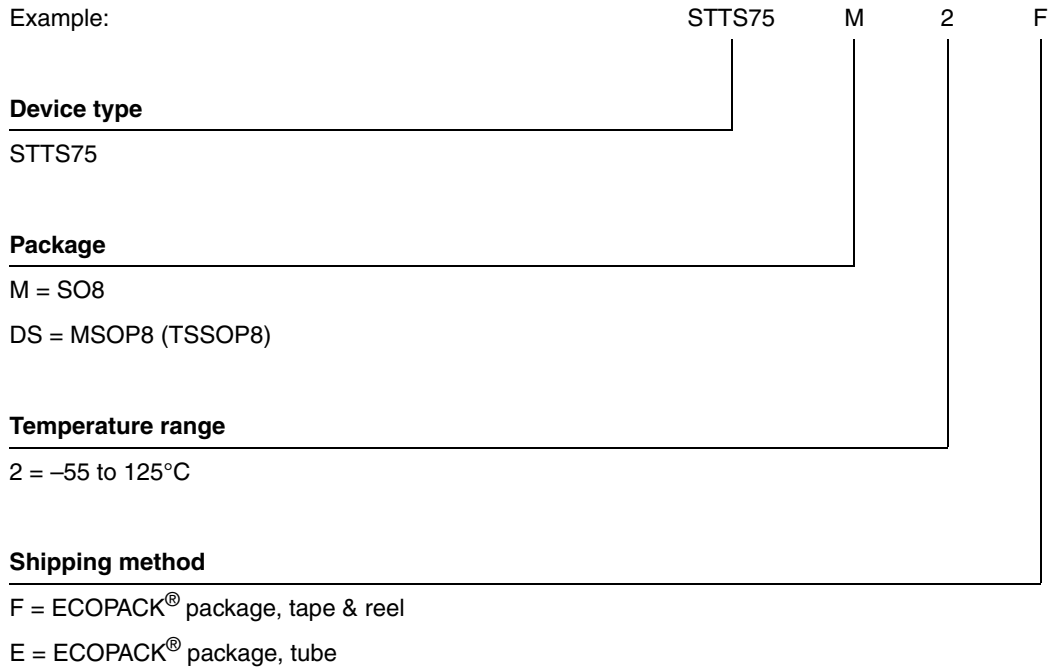 Example: STTS75 M 2 F
Device type
STTS75
Package
M = SO8
DS = MSOP8 (TSSOP8)
Temperature range
2 = –55 to 125°C
Shipping method
F = ECOPACK® package, tape & reel
E = ECOPACK® package, tube